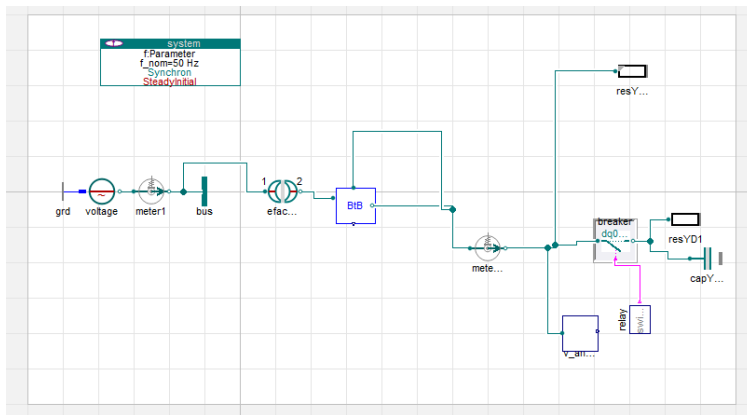 system
f:Parameter
f_nom=50 Hz
Synchron
SteadyInitial
resY...
1 2
BtB
grd
voltage
meter1
bus
efac...
breaker
dq0...
resYD1
mete...
capY...
relay
swi...
v_an...